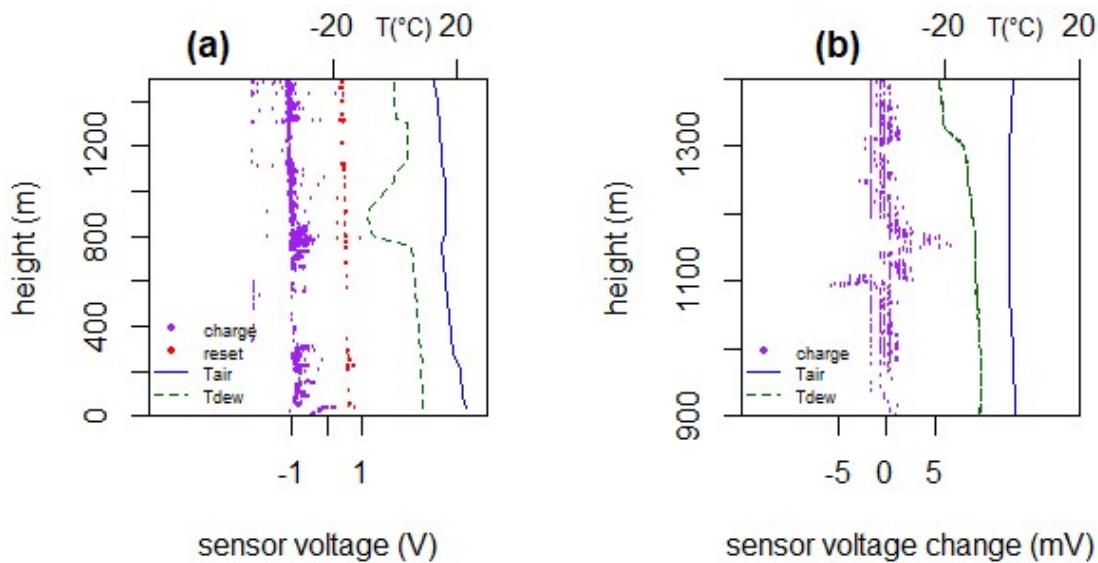 (a)
-20 T(°C) 20
height (m)
0 400 800 1200
charge
reset
Tair
Tdew
-1 1
sensor voltage (V)
(b)
-20 T(°C) 20
height (m)
900 1100 1300
charge
Tair
Tdew
-5 0 5
sensor voltage change (mV)